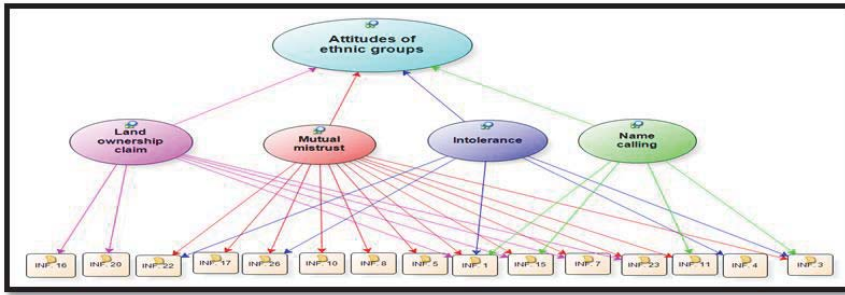 Attitudes of
ethnic groups
Land
ownership
claim
Mutual
mistrust
Intolerance
Name
calling
INF. 16
INF. 20
INF. 22
INF. 17
INF. 26
INF. 10
INF. 8
INF. 5
INF 1
INF. 15
INF. 7
INF. 23
INF. 11
INF. 4
INF. 3